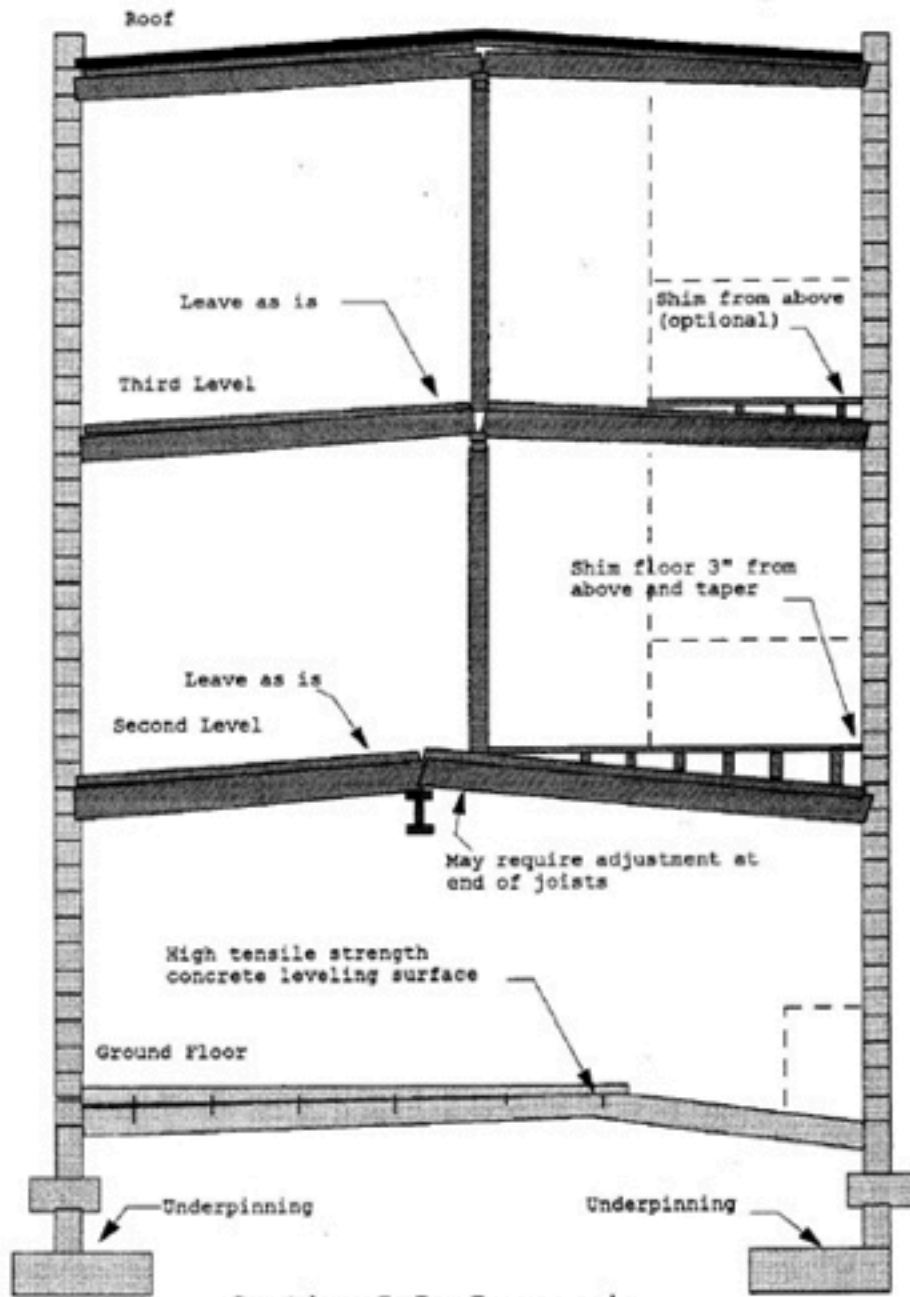 Roof
Leave as is
Shim from above
(optional)
Third Level
Shim floor 3" from
above and taper
Leave as is
Second Level
May require adjustment at
end of joists
High tensile strength
concrete leveling surface
Ground Floor
Underpinning
Underpinning